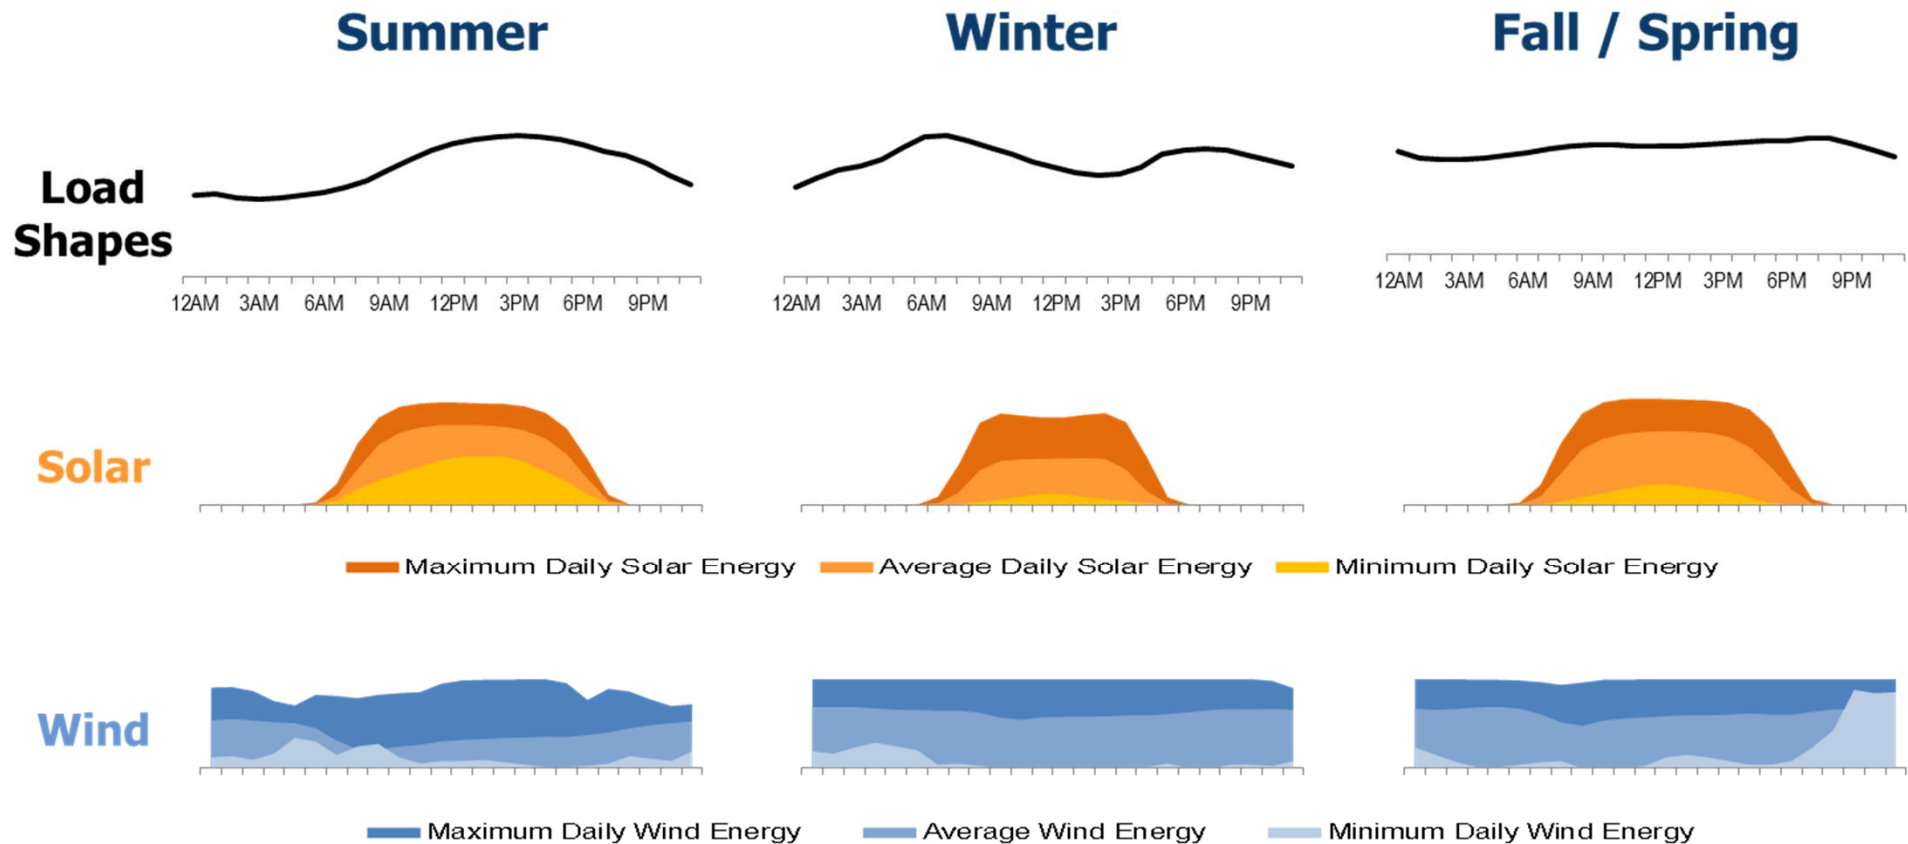 Summer Winter Fall / Spring
Load
Shapes
12AM 3AM 6AM 9AM 12PM 3PM 6PM 9PM
12AM 3AM 6AM 9AM 12PM 3PM 6PM 9PM
12AM 3AM 6AM 9AM 12PM 3PM 6PM 9PM
Solar
Maximum Daily Solar Energy Average Daily Solar Energy Minimum Daily Solar Energy
Wind
Maximum Daily Wind Energy Average Wind Energy Minimum Daily Wind Energy